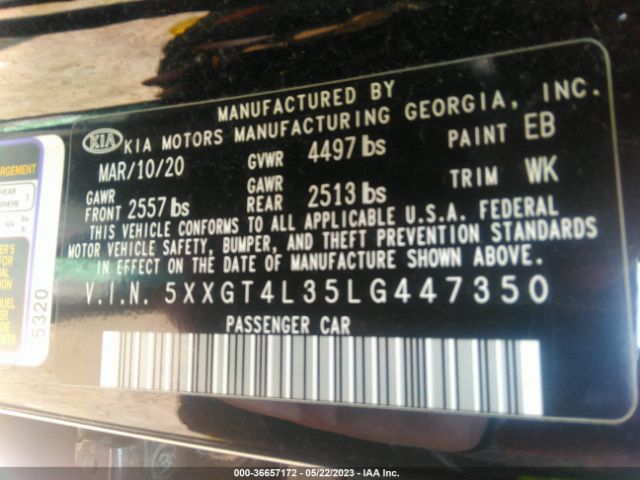 MANUFACTURED BY
KIA KIA MOTORS MANUFACTURING GEORGIA, INC.
MAR/10/20 GVWR 4497 lbs PAINT EB
GAWR FRONT 2557 lbs GAWR REAR 2513 lbs TRIM WK
THIS VEHICLE CONFORMS TO ALL APPLICABLE U.S.A. FEDERAL
MOTOR VEHICLE SAFETY, BUMPER, AND THEFT PREVENTION STANDARDS
IN EFFECT ON THE DATE OF MANUFACTURE SHOWN ABOVE.
V.I.N. 5XXGT4L35LG447350
PASSENGER CAR
ARGEMENT
REAR
5320
000-36657172 - 05/22/2023 - IAA Inc.